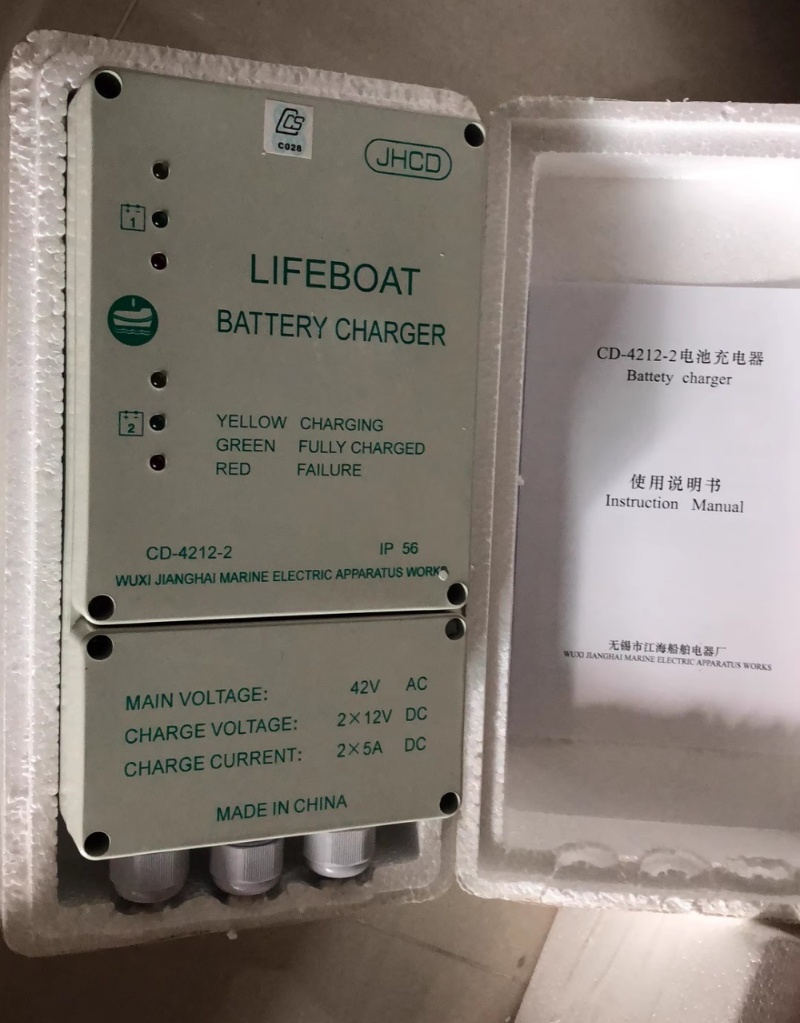 CCS
C028
JHCD
1
LIFEBOAT
BATTERY CHARGER
2
YELLOW CHARGING
GREEN FULLY CHARGED
RED FAILURE
CD-4212-2 IP 56
WUXI JIANGHAI MARINE ELECTRIC APPARATUS WORKS
MAIN VOLTAGE: 42V AC
CHARGE VOLTAGE: 2×12V DC
CHARGE CURRENT: 2×5A DC
MADE IN CHINA
CD-4212-2电池充电器
Battety charger
使用说明书
Instruction Manual
无锡市江海船舶电器厂
WUXI JIANGHAI MARINE ELECTRIC APPARATUS WORKS